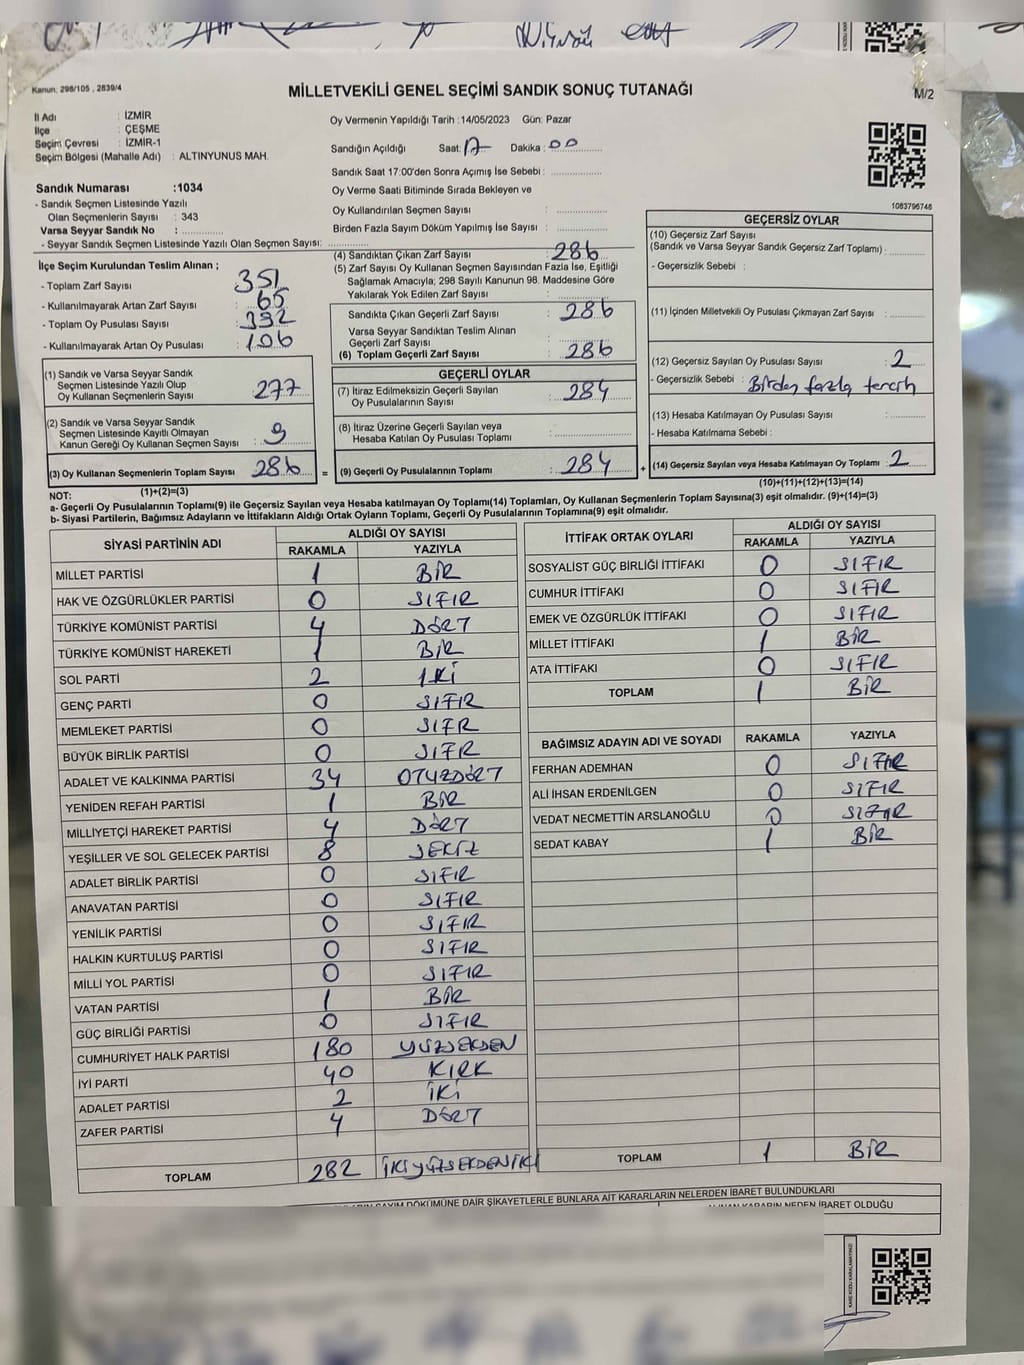 Kanun: 298/105 , 2839/4
MİLLETVEKİLİ GENEL SEÇİMİ SANDIK SONUÇ TUTANAĞI
M/2
İl Adı : İZMİR
İlçe : ÇEŞME
Seçim Çevresi : İZMİR-1
Seçim Bölgesi (Mahalle Adı) : ALTINYUNUS MAH.
Oy Vermenin Yapıldığı Tarih :14/05/2023 Gün: Pazar
Sandığın Açıldığı Saat: 17 Dakika: 00
Sandık Saat 17:00'den Sonra Açımış İse Sebebi :
Oy Verme Saati Bitiminde Sırada Bekleyen ve
Oy Kullandırılan Seçmen Sayısı :
Birden Fazla Sayım Döküm Yapılmış İse Sayısı :
1083796748
Sandık Numarası :1034
- Sandık Seçmen Listesinde Yazılı
Olan Seçmenlerin Sayısı : 343
Varsa Seyyar Sandık No :
- Seyyar Sandık Seçmen Listesinde Yazılı Olan Seçmen Sayısı:
İlçe Seçim Kurulundan Teslim Alınan ;
- Toplam Zarf Sayısı : 351
- Kullanılmayarak Artan Zarf Sayısı : 65
- Toplam Oy Pusulası Sayısı : 392
- Kullanılmayarak Artan Oy Pusulası : 106
(1) Sandık ve Varsa Seyyar Sandık
Seçmen Listesinde Yazılı Olup
Oy Kullanan Seçmenlerin Sayısı : 277
(2) Sandık ve Varsa Seyyar Sandık
Seçmen Listesinde Kayıtlı Olmayan
Kanun Gereği Oy Kullanan Seçmen Sayısı : 9
(3) Oy Kullanan Seçmenlerin Toplam Sayısı : 286
(1)+(2)=(3)
(4) Sandıktan Çıkan Zarf Sayısı : 286
(5) Zarf Sayısı Oy Kullanan Seçmen Sayısından Fazla İse, Eşitliği
Sağlamak Amacıyla; 298 Sayılı Kanunun 98. Maddesine Göre
Yakılarak Yok Edilen Zarf Sayısı :
Sandıkta Çıkan Geçerli Zarf Sayısı : 286
Varsa Seyyar Sandıktan Teslim Alınan
Geçerli Zarf Sayısı :
(6) Toplam Geçerli Zarf Sayısı : 286
GEÇERLİ OYLAR
(7) İtiraz Edilmeksizin Geçerli Sayılan
Oy Pusulalarının Sayısı : 284
(8) İtiraz Üzerine Geçerli Sayılan veya
Hesaba Katılan Oy Pusulası Toplamı :
= (9) Geçerli Oy Pusulalarının Toplamı : 284
GEÇERSİZ OYLAR
(10) Geçersiz Zarf Sayısı
(Sandık ve Varsa Seyyar Sandık Geçersiz Zarf Toplamı) :
- Geçersizlik Sebebi :
(11) İçinden Milletvekili Oy Pusulası Çıkmayan Zarf Sayısı :
(12) Geçersiz Sayılan Oy Pusulası Sayısı : 2
- Geçersizlik Sebebi : Birden fazla tercih
(13) Hesaba Katılmayan Oy Pusulası Sayısı :
- Hesaba Katılmama Sebebi :
+ (14) Geçersiz Sayılan veya Hesaba Katılmayan Oy Toplamı : 2
(10)+(11)+(12)+(13)=(14)
NOT:
a- Geçerli Oy Pusulalarının Toplamı(9) ile Geçersiz Sayılan veya Hesaba katılmayan Oy Toplamı(14) Toplamları, Oy Kullanan Seçmenlerin Toplam Sayısına(3) eşit olmalıdır. (9)+(14)=(3)
b- Siyasi Partilerin, Bağımsız Adayların ve İttifakların Aldığı Ortak Oyların Toplamı, Geçerli Oy Pusulalarının Toplamına(9) eşit olmalıdır.
SİYASİ PARTİNİN ADI ALDIĞI OY SAYISI
RAKAMLA YAZIYLA
MİLLET PARTİSİ 1 BİR
HAK VE ÖZGÜRLÜKLER PARTİSİ 0 SIFIR
TÜRKİYE KOMÜNİST PARTİSİ 4 DÖRT
TÜRKİYE KOMÜNİST HAREKETİ 1 BİR
SOL PARTİ 2 İKİ
GENÇ PARTİ 0 SIFIR
MEMLEKET PARTİSİ 0 SIFR
BÜYÜK BİRLİK PARTİSİ 0 SIFR
ADALET VE KALKINMA PARTİSİ 34 OTUZDÖRT
YENİDEN REFAH PARTİSİ 1 BİR
MİLLİYETÇİ HAREKET PARTİSİ 4 DÖRT
YEŞİLLER VE SOL GELECEK PARTİSİ 8 SEKİZ
ADALET BİRLİK PARTİSİ 0 SIFIR
ANAVATAN PARTİSİ 0 SIFIR
YENİLİK PARTİSİ 0 SIFIR
HALKIN KURTULUŞ PARTİSİ 0 SIFIR
MİLLİ YOL PARTİSİ 0 SIFIR
VATAN PARTİSİ 1 BİR
GÜÇ BİRLİĞİ PARTİSİ 0 SIFIR
CUMHURİYET HALK PARTİSİ 180 YÜZSEKSEN
İYİ PARTİ 40 KIRK
ADALET PARTİSİ 2 İKİ
ZAFER PARTİSİ 4 DÖRT
TOPLAM 282 İKİYÜZSEKSENİKİ
İTTİFAK ORTAK OYLARI ALDIĞI OY SAYISI
RAKAMLA YAZIYLA
SOSYALİST GÜÇ BİRLİĞİ İTTİFAKI 0 SIFIR
CUMHUR İTTİFAKI 0 SIFIR
EMEK VE ÖZGÜRLÜK İTTİFAKI 0 SIFIR
MİLLET İTTİFAKI 1 BİR
ATA İTTİFAKI 0 SIFIR
TOPLAM 1 BİR
BAĞIMSIZ ADAYIN ADI VE SOYADI RAKAMLA YAZIYLA
FERHAN ADEMHAN 0 SIFIR
ALİ İHSAN ERDENİLGEN 0 SIFIR
VEDAT NECMETTİN ARSLANOĞLU 0 SIFIR
SEDAT KABAY 1 BİR
TOPLAM 1 BİR
SAYIM DÖKÜMÜNE DAİR ŞİKAYETLERLE BUNLARA AİT KARARLARIN NELERDEN İBARET BULUNDUKLARI
ALINAN KARARIN NEDEN İBARET OLDUĞU